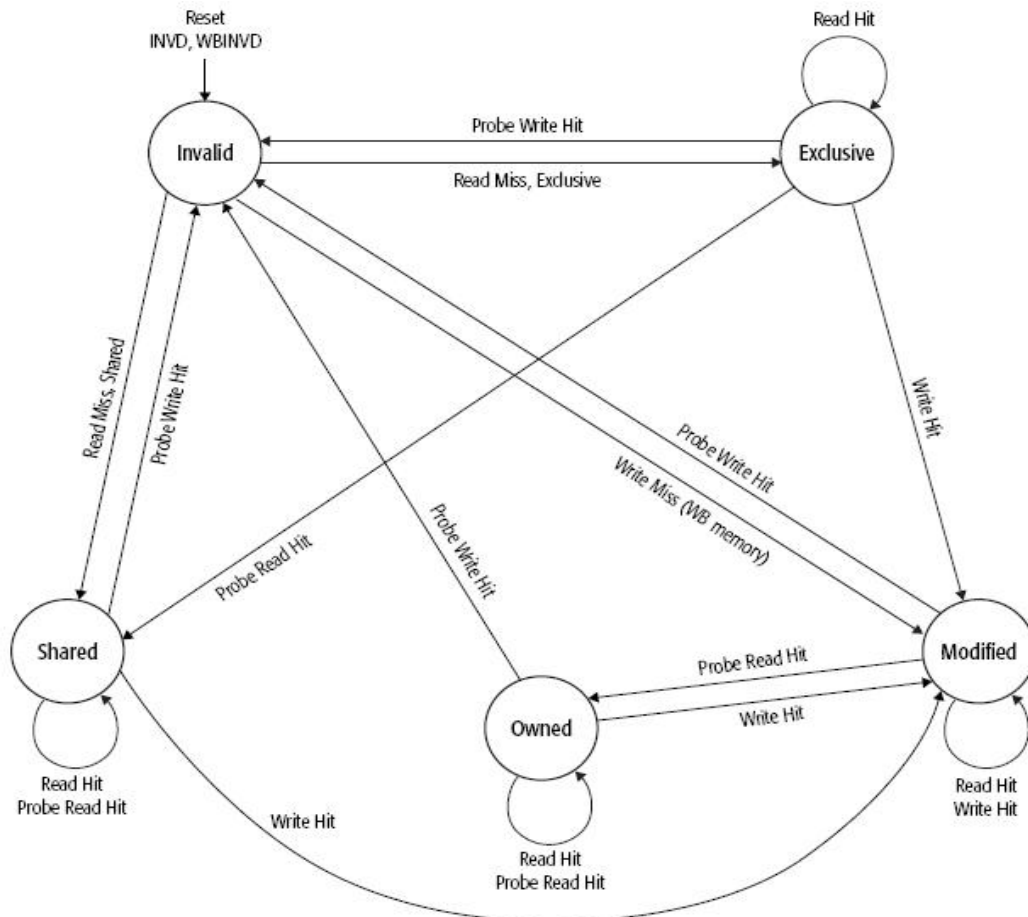 Reset
INVD, WBINVD
Read Hit
Invalid
Probe Write Hit
Exclusive
Read Miss, Exclusive
Read Miss, Shared
Probe Write Hit
Write Hit
Probe Write Hit
Write Miss (WB memory)
Probe Write Hit
Probe Read Hit
Shared
Probe Read Hit
Modified
Owned
Write Hit
Read Hit
Probe Read Hit
Read Hit
Write Hit
Write Hit
Read Hit
Probe Read Hit